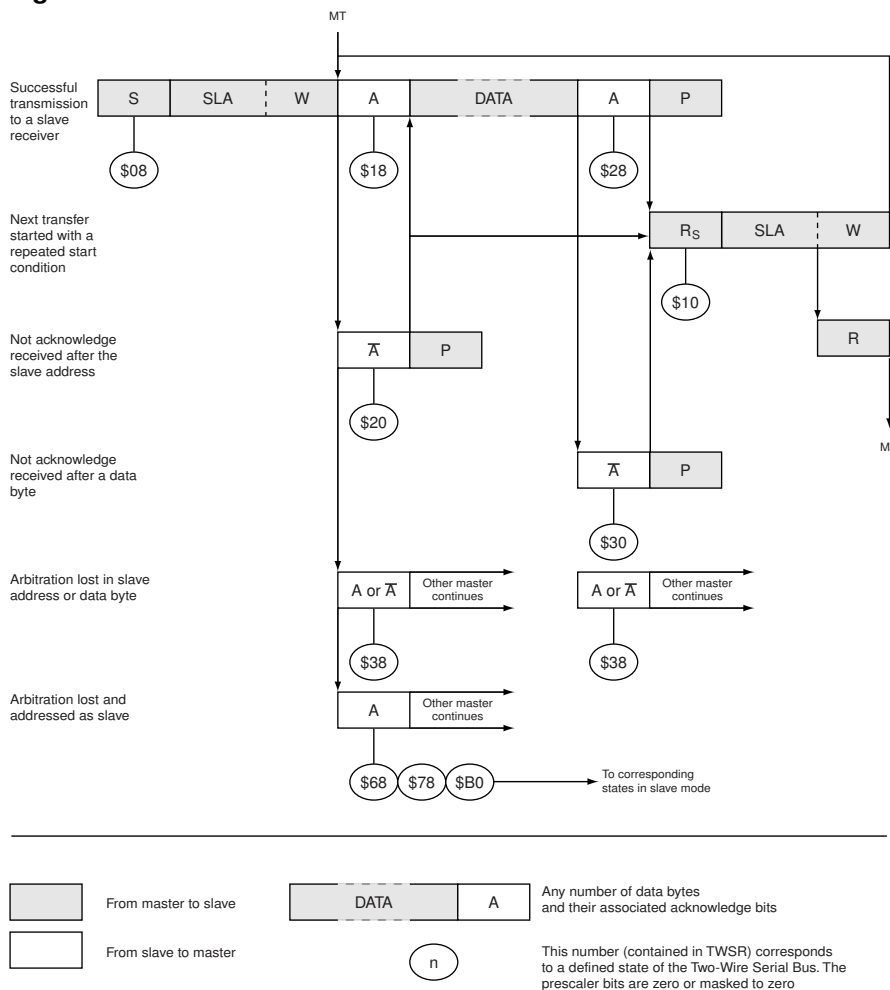 MT
Successful
transmission
to a slave
receiver
S SLA W A DATA A P
$08 $18 $28
Next transfer
started with a
repeated start
condition
RS SLA W
$10
Not acknowledge
received after the
slave address
A̅ P
R
$20
M
Not acknowledge
received after a data
byte
A̅ P
$30
Arbitration lost in slave
address or data byte
A or A̅ Other master
continues
A or A̅ Other master
continues
$38 $38
Arbitration lost and
addressed as slave
A Other master
continues
$68 $78 $B0
To corresponding
states in slave mode
From master to slave
DATA A
Any number of data bytes
and their associated acknowledge bits
From slave to master
n
This number (contained in TWSR) corresponds
to a defined state of the Two-Wire Serial Bus. The
prescaler bits are zero or masked to zero